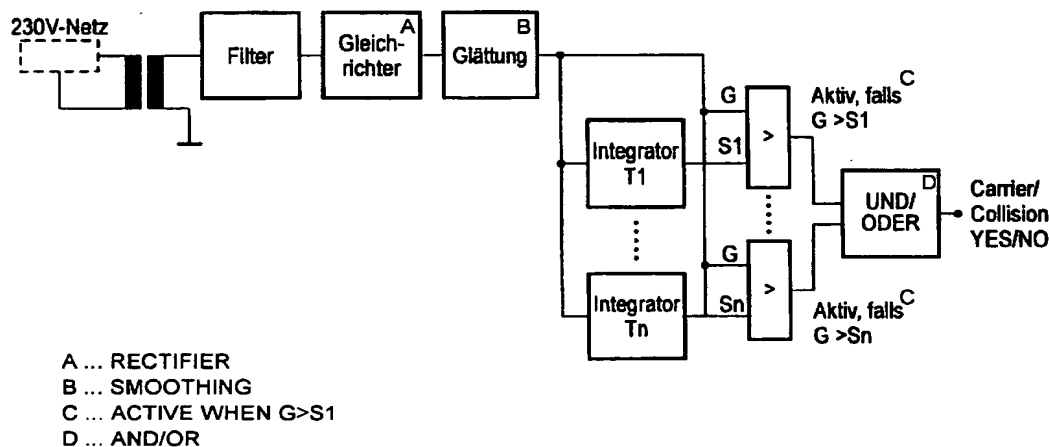 230V-Netz
Filter
A
Gleich-
richter
B
Glättung
G
S1
>
Aktiv, falls C
G >S1
Integrator
T1
D
UND/
ODER
Carrier/
Collision
YES/NO
G
Sn
>
Integrator
Tn
Aktiv, falls C
G >Sn
A ... RECTIFIER
B ... SMOOTHING
C ... ACTIVE WHEN G>S1
D ... AND/OR